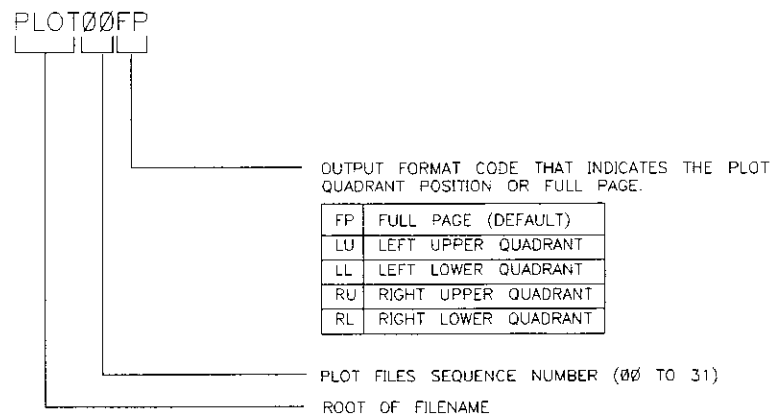 PLOTØØFP
OUTPUT FORMAT CODE THAT INDICATES THE PLOT
QUADRANT POSITION OR FULL PAGE.
FP FULL PAGE (DEFAULT)
LU LEFT UPPER QUADRANT
LL LEFT LOWER QUADRANT
RU RIGHT UPPER QUADRANT
RL RIGHT LOWER QUADRANT
PLOT FILES SEQUENCE NUMBER (ØØ TO 31)
ROOT OF FILENAME